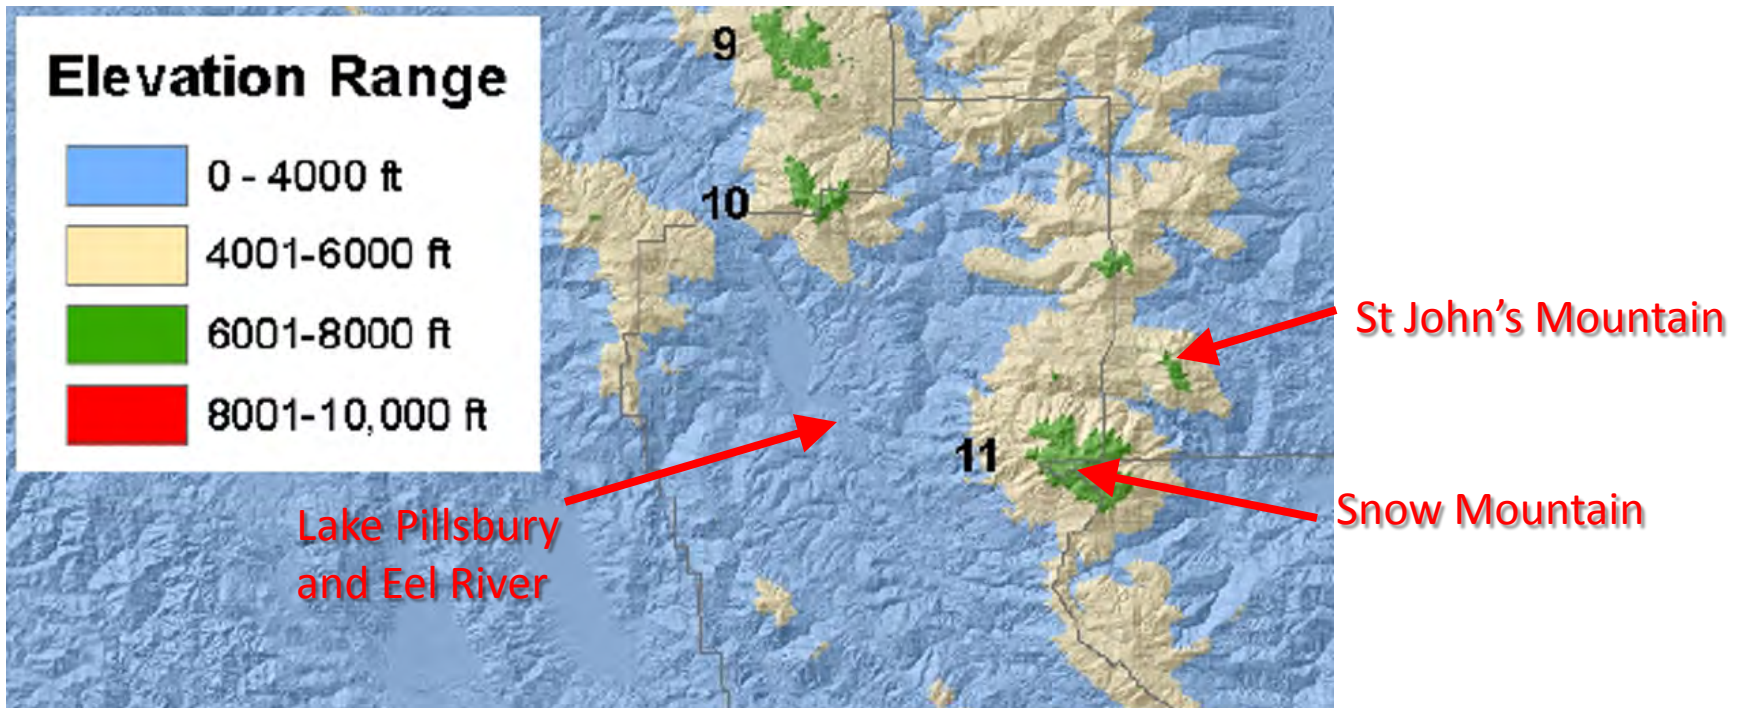 Elevation Range
0 - 4000 ft
4001-6000 ft
6001-8000 ft
8001-10,000 ft
9
10
11
St John’s Mountain
Snow Mountain
Lake Pillsbury
and Eel River